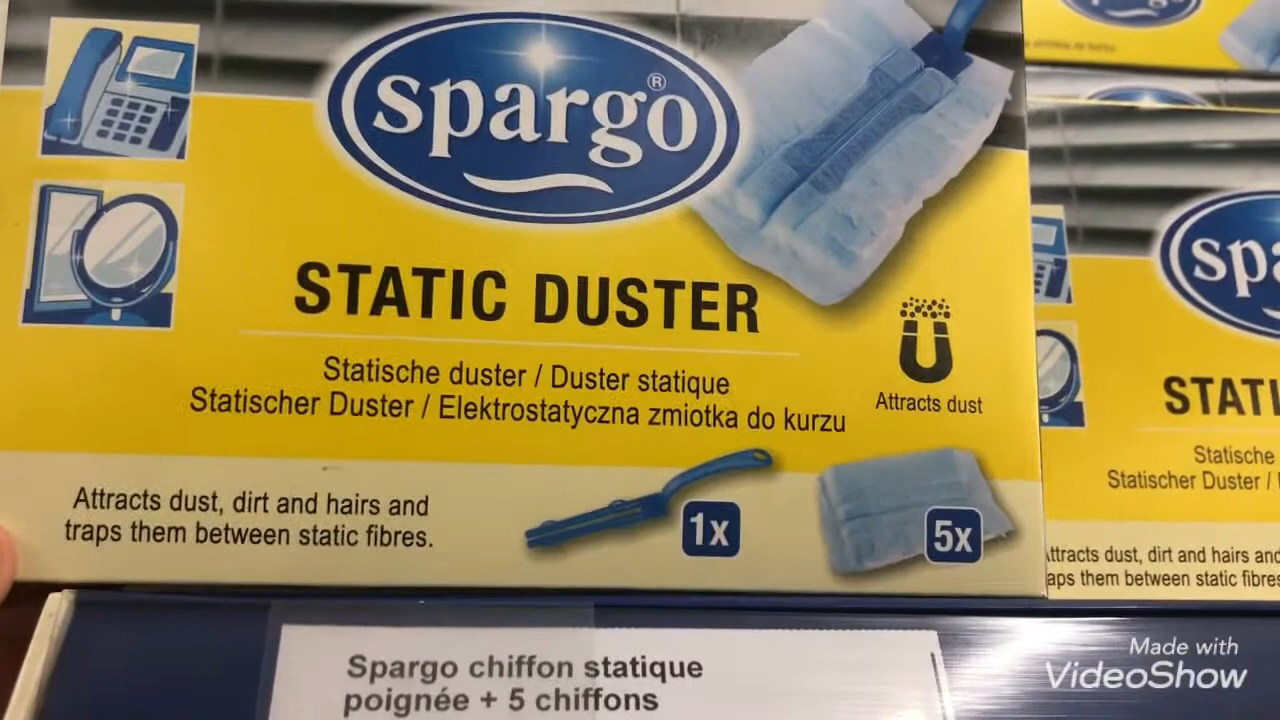 spargo®
STATIC DUSTER
Statische duster / Duster statique
Statischer Duster / Elektrostatyczna zmiotka do kurzu
Attracts dust
Attracts dust, dirt and hairs and
traps them between static fibres.
1x
5x
Spargo chiffon statique
poignée + 5 chiffons
spa
STATI
Statische
Statischer Duster /
ttracts dust, dirt and hairs and
aps them between static fibres
Made with
VideoShow